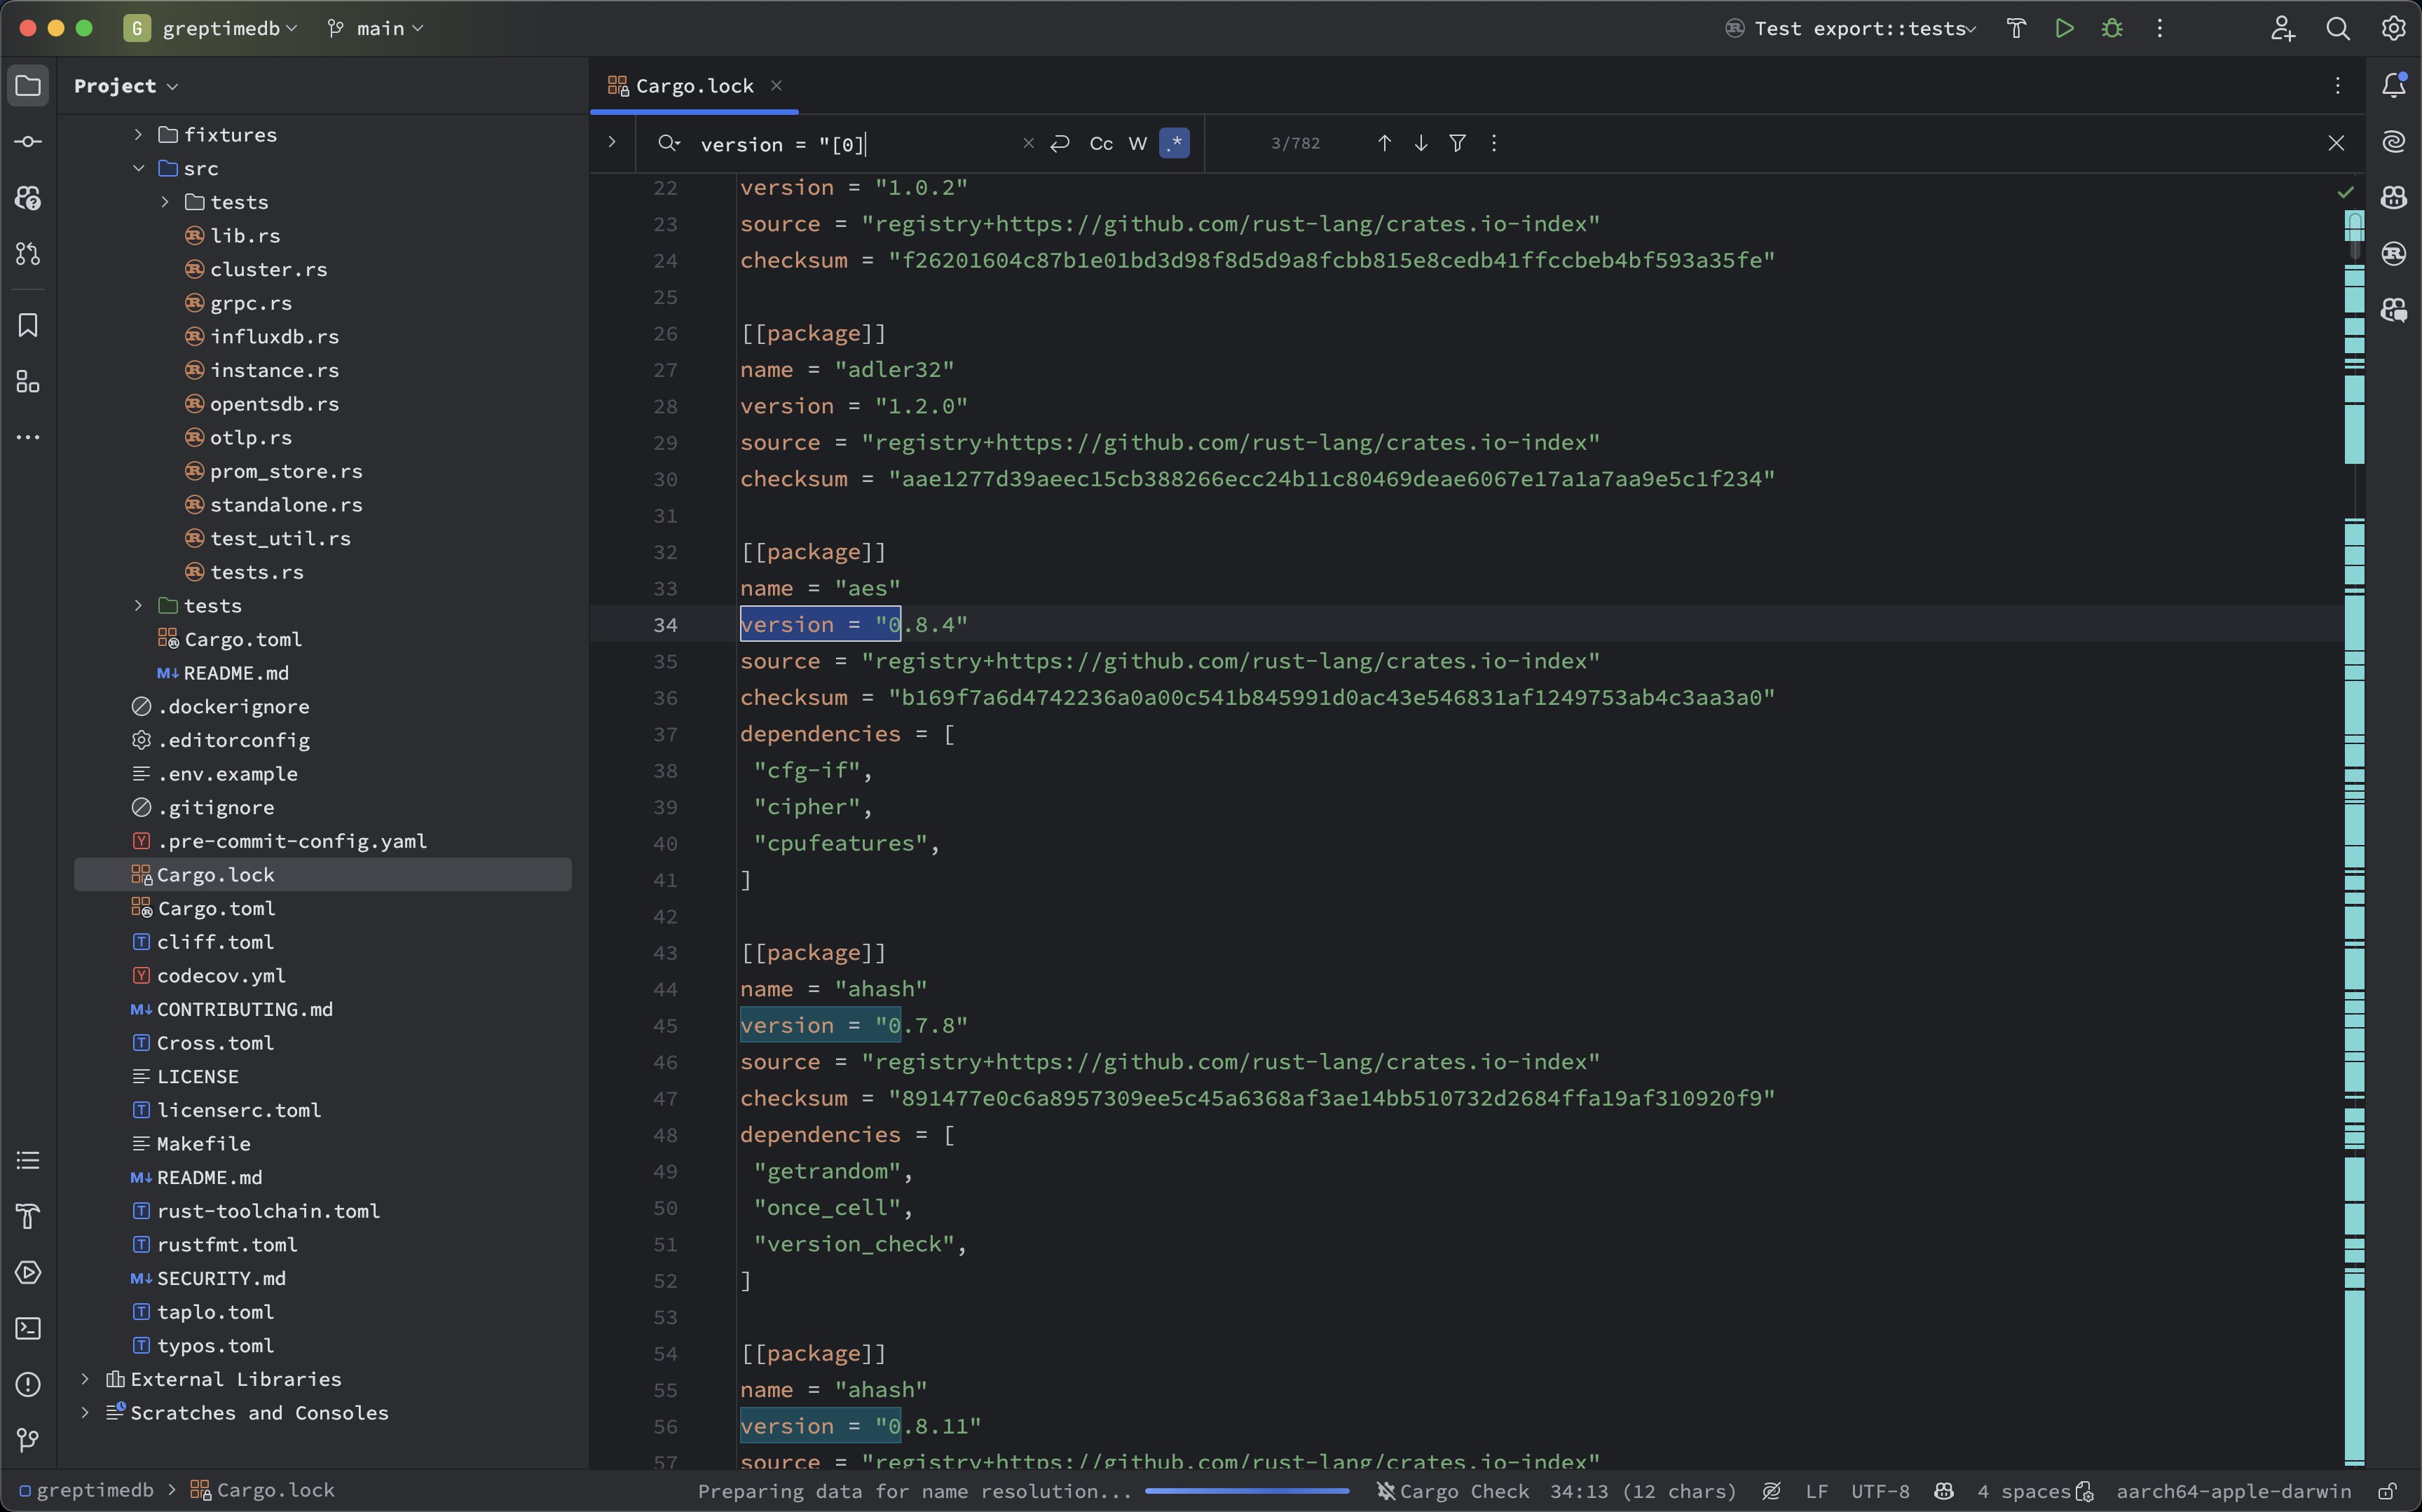 G greptimedb main Test export::tests
Project
fixtures
src
tests
lib.rs
cluster.rs
grpc.rs
influxdb.rs
instance.rs
opentsdb.rs
otlp.rs
prom_store.rs
standalone.rs
test_util.rs
tests.rs
tests
Cargo.toml
M↓ README.md
.dockerignore
.editorconfig
.env.example
.gitignore
Y .pre-commit-config.yaml
Cargo.lock
Cargo.toml
T cliff.toml
Y codecov.yml
M↓ CONTRIBUTING.md
T Cross.toml
LICENSE
T licenserc.toml
Makefile
M↓ README.md
T rust-toolchain.toml
T rustfmt.toml
M↓ SECURITY.md
T taplo.toml
T typos.toml
External Libraries
Scratches and Consoles
Cargo.lock
version = "[0] Cc W .* 3/782
22 version = "1.0.2"
23 source = "registry+https://github.com/rust-lang/crates.io-index"
24 checksum = "f26201604c87b1e01bd3d98f8d5d9a8fcbb815e8cedb41ffccbeb4bf593a35fe"
25
26 [[package]]
27 name = "adler32"
28 version = "1.2.0"
29 source = "registry+https://github.com/rust-lang/crates.io-index"
30 checksum = "aae1277d39aeec15cb388266ecc24b11c80469deae6067e17a1a7aa9e5c1f234"
31
32 [[package]]
33 name = "aes"
34 version = "0.8.4"
35 source = "registry+https://github.com/rust-lang/crates.io-index"
36 checksum = "b169f7a6d4742236a0a00c541b845991d0ac43e546831af1249753ab4c3aa3a0"
37 dependencies = [
38 "cfg-if",
39 "cipher",
40 "cpufeatures",
41 ]
42
43 [[package]]
44 name = "ahash"
45 version = "0.7.8"
46 source = "registry+https://github.com/rust-lang/crates.io-index"
47 checksum = "891477e0c6a8957309ee5c45a6368af3ae14bb510732d2684ffa19af310920f9"
48 dependencies = [
49 "getrandom",
50 "once_cell",
51 "version_check",
52 ]
53
54 [[package]]
55 name = "ahash"
56 version = "0.8.11"
57 source = "registry+https://github.com/rust-lang/crates.io-index"
greptimedb > Cargo.lock Preparing data for name resolution... Cargo Check 34:13 (12 chars) LF UTF-8 4 spaces aarch64-apple-darwin